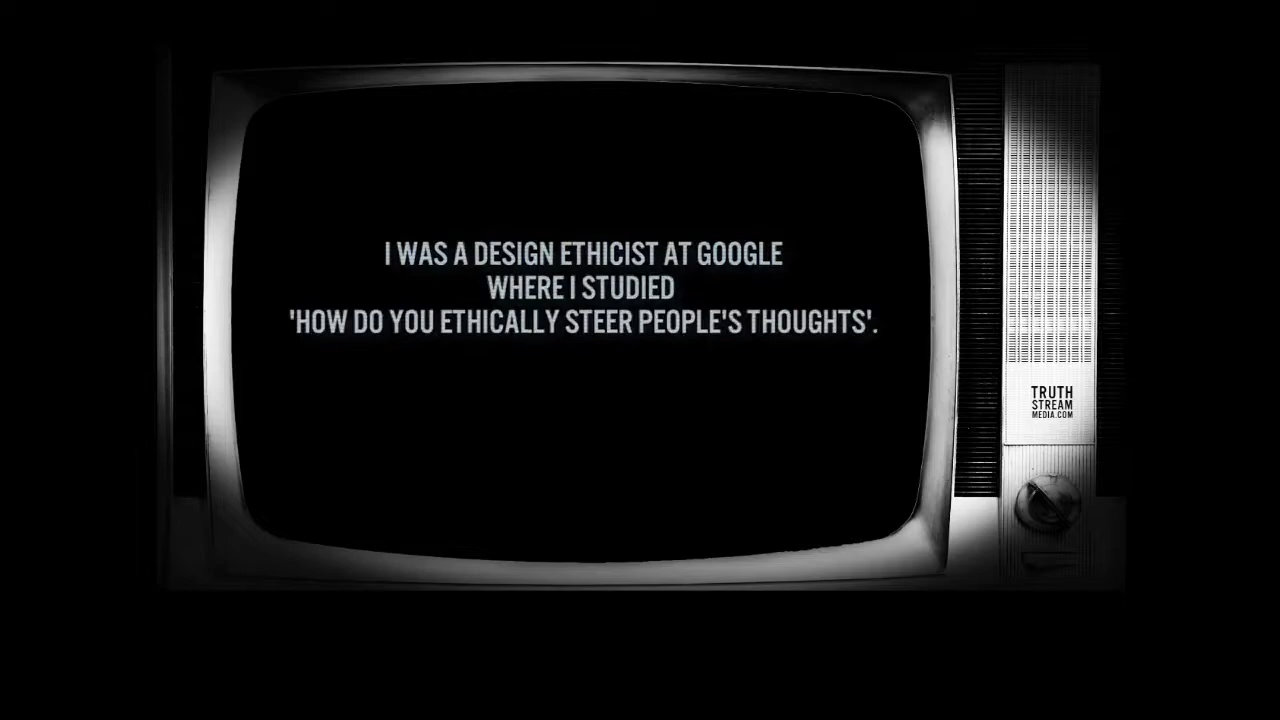 I WAS A DESIGN ETHICIST AT GOOGLE
WHERE I STUDIED
'HOW DO YOU ETHICALLY STEER PEOPLE'S THOUGHTS'.
TRUTH
STREAM
MEDIA.COM